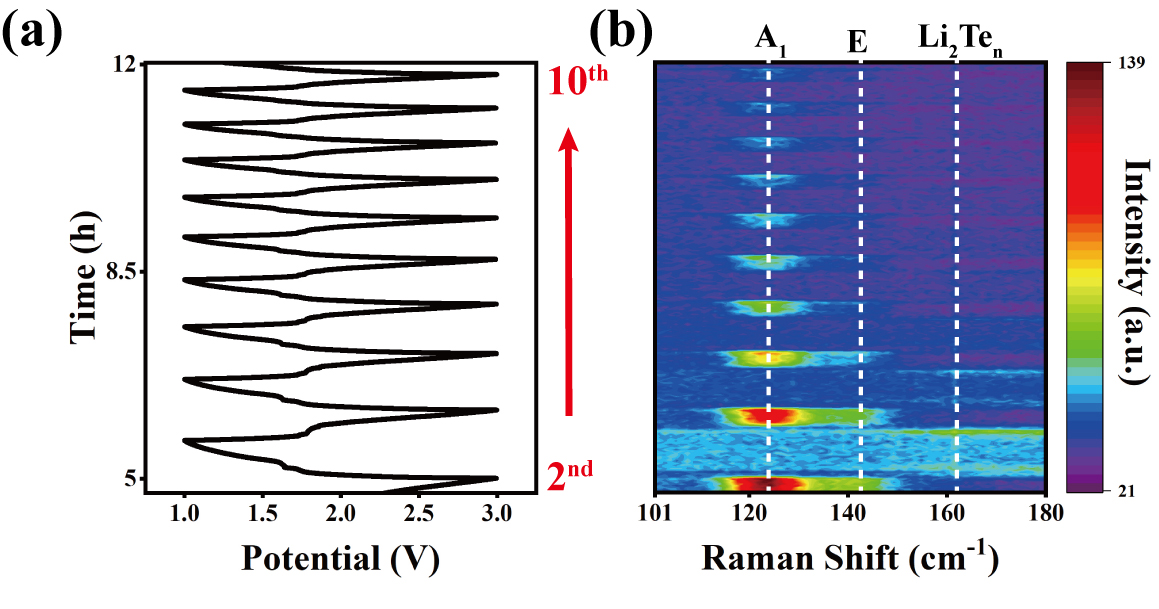 (a)
12
8.5
5
Time (h)
1.0 1.5 2.0 2.5 3.0
Potential (V)
10th
2nd
(b)
A1 E Li2Ten
101 120 140 160 180
Raman Shift (cm-1)
139
21
Intensity (a.u.)